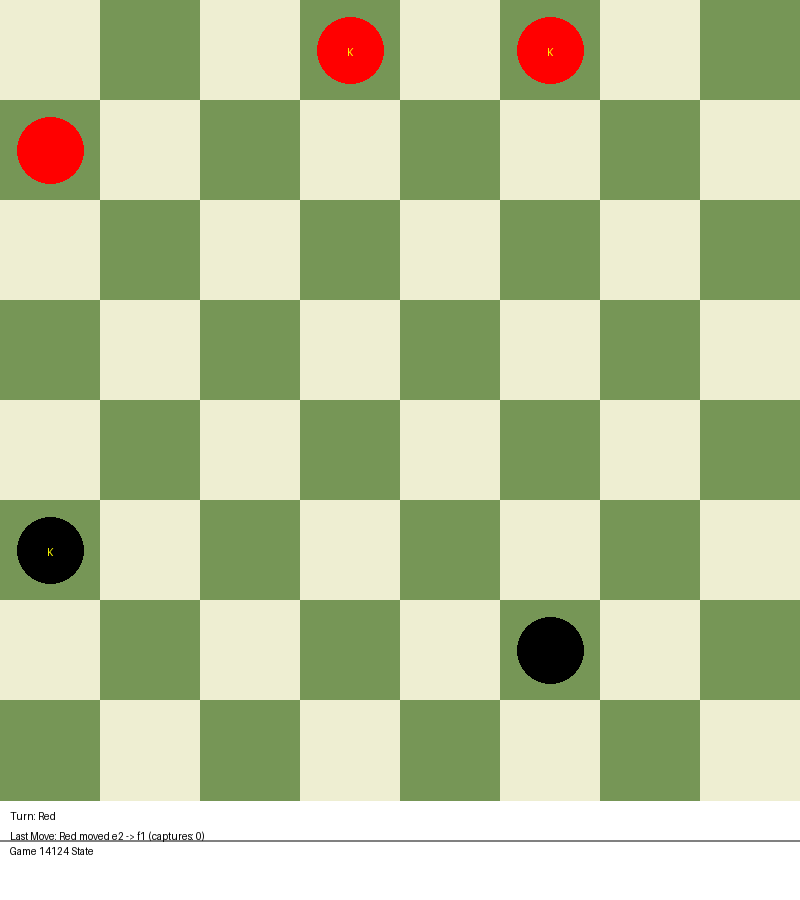 K K
K
Turn: Red
Last Move: Red moved e2 -> f1 (captures: 0)
Game 14124 State